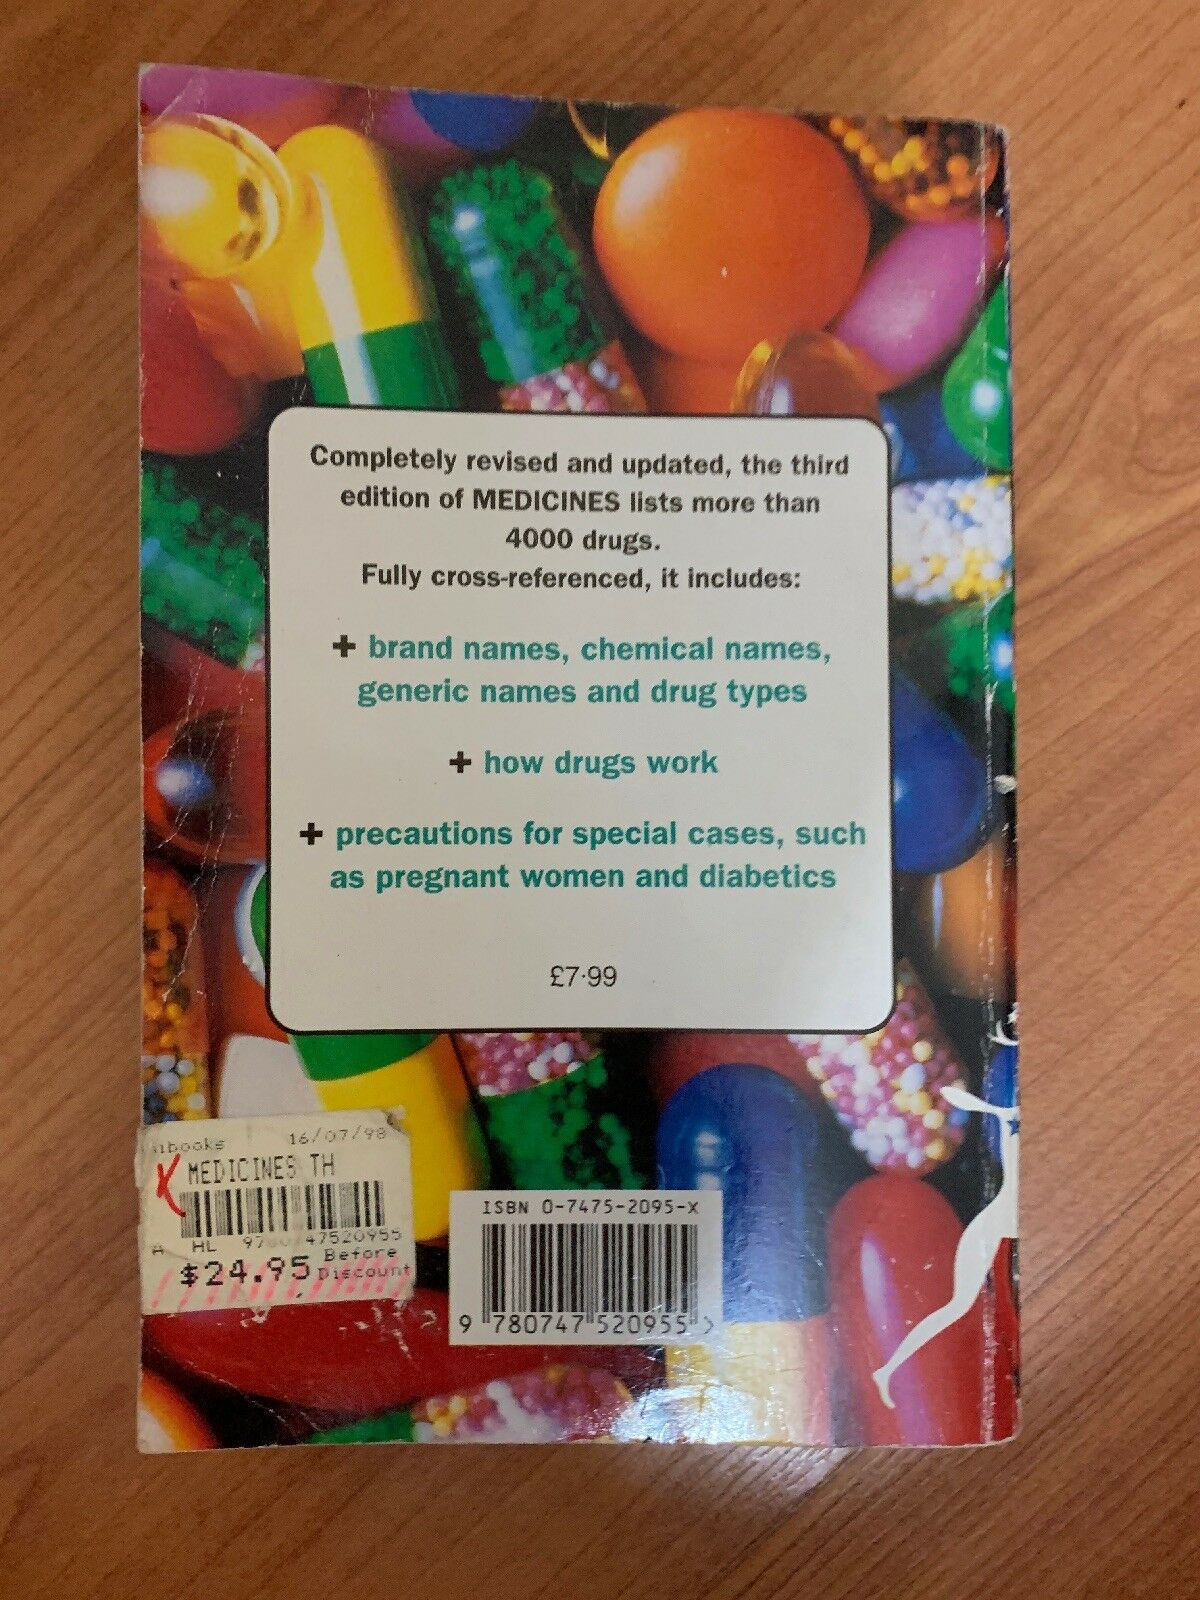 Completely revised and updated, the third
edition of MEDICINES lists more than
4000 drugs.
Fully cross-referenced, it includes:
+ brand names, chemical names,
generic names and drug types
+ how drugs work
+ precautions for special cases, such
as pregnant women and diabetics
£7·99
16/07/98
MEDICINES TH
HL
$24.95 Before
Discount
ISBN 0-7475-2095-X
9 780747 520955 >